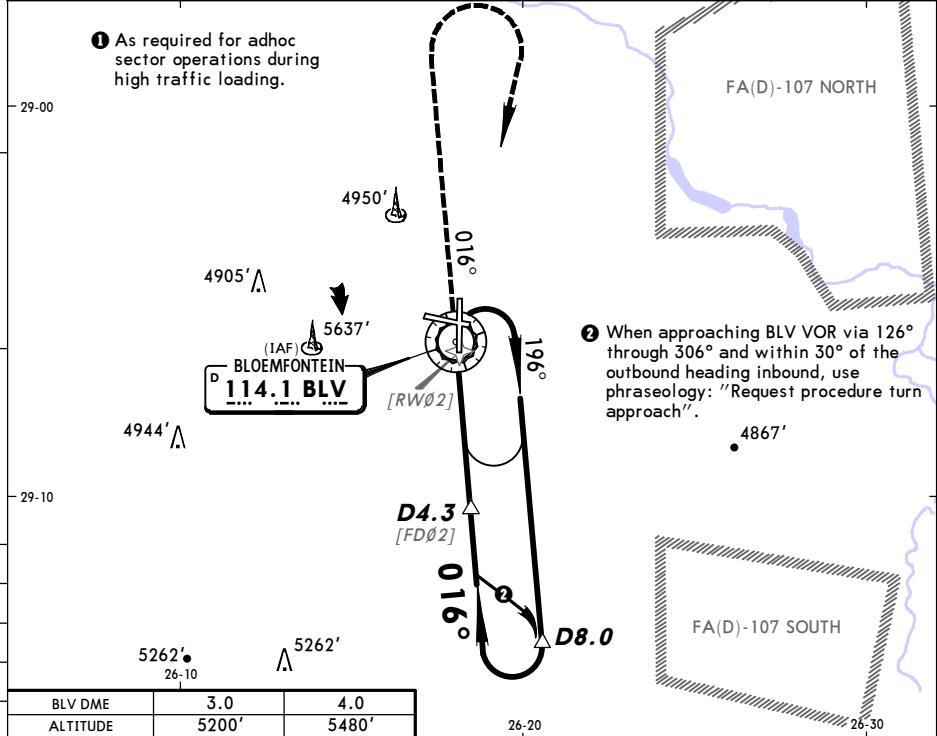 ❶ As required for adhoc
sector operations during
high traffic loading.
FA(D)-107 NORTH
29-00
4950'
016°
4905'
5637'
(IAF)
BLOEMFONTEIN
D 114.1 BLV
[RWØ2]
196°
❷ When approaching BLV VOR via 126°
through 306° and within 30° of the
outbound heading inbound, use
phraseology: "Request procedure turn
approach".
4944'
4867'
29-10
D4.3
[FDØ2]
016°
❷
D8.0
FA(D)-107 SOUTH
5262'
5262'
26-10
BLV DME 3.0 4.0
ALTITUDE 5200' 5480'
26-20
26-30